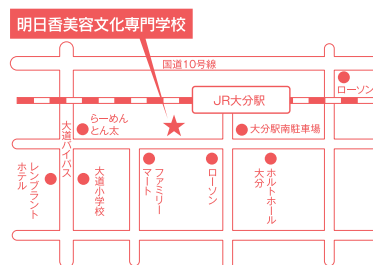 明日香美容文化専門学校
国道10号線
ローソン
JR大分駅
らーめん
とん太
大分駅南駐車場
大道バイパス
レンブラント
ホテル
大道小学校
ファミリー
マート
ローソン
ホルトホール
大分